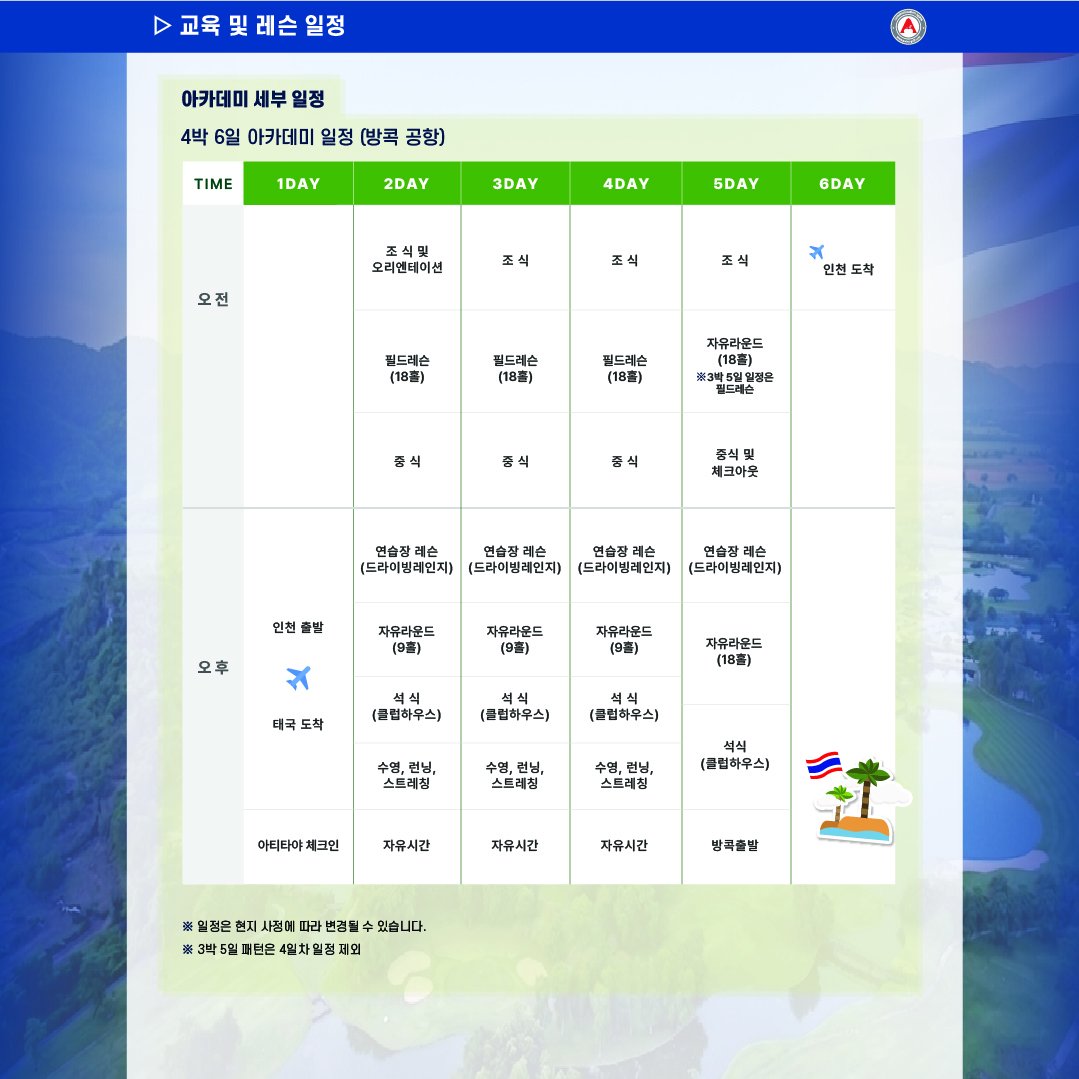 ▷ 교육 및 레슨 일정
A
아카데미 세부 일정
4박 6일 아카데미 일정 (방콕 공항)
TIME 1DAY 2DAY 3DAY 4DAY 5DAY 6DAY
오전
조 식 및
오리엔테이션
조 식
조 식
조 식
인천 도착
필드레슨
(18홀)
필드레슨
(18홀)
필드레슨
(18홀)
자유라운드
(18홀)
※3박 5일 일정은
필드레슨
중 식
중 식
중 식
중식 및
체크아웃
오후
인천 출발
태국 도착
연습장 레슨
(드라이빙레인지)
연습장 레슨
(드라이빙레인지)
연습장 레슨
(드라이빙레인지)
연습장 레슨
(드라이빙레인지)
자유라운드
(9홀)
자유라운드
(9홀)
자유라운드
(9홀)
자유라운드
(18홀)
석 식
(클럽하우스)
석 식
(클럽하우스)
석 식
(클럽하우스)
석식
(클럽하우스)
수영, 런닝,
스트레칭
수영, 런닝,
스트레칭
수영, 런닝,
스트레칭
아티타야 체크인
자유시간
자유시간
자유시간
방콕출발
※ 일정은 현지 사정에 따라 변경될 수 있습니다.
※ 3박 5일 패턴은 4일차 일정 제외